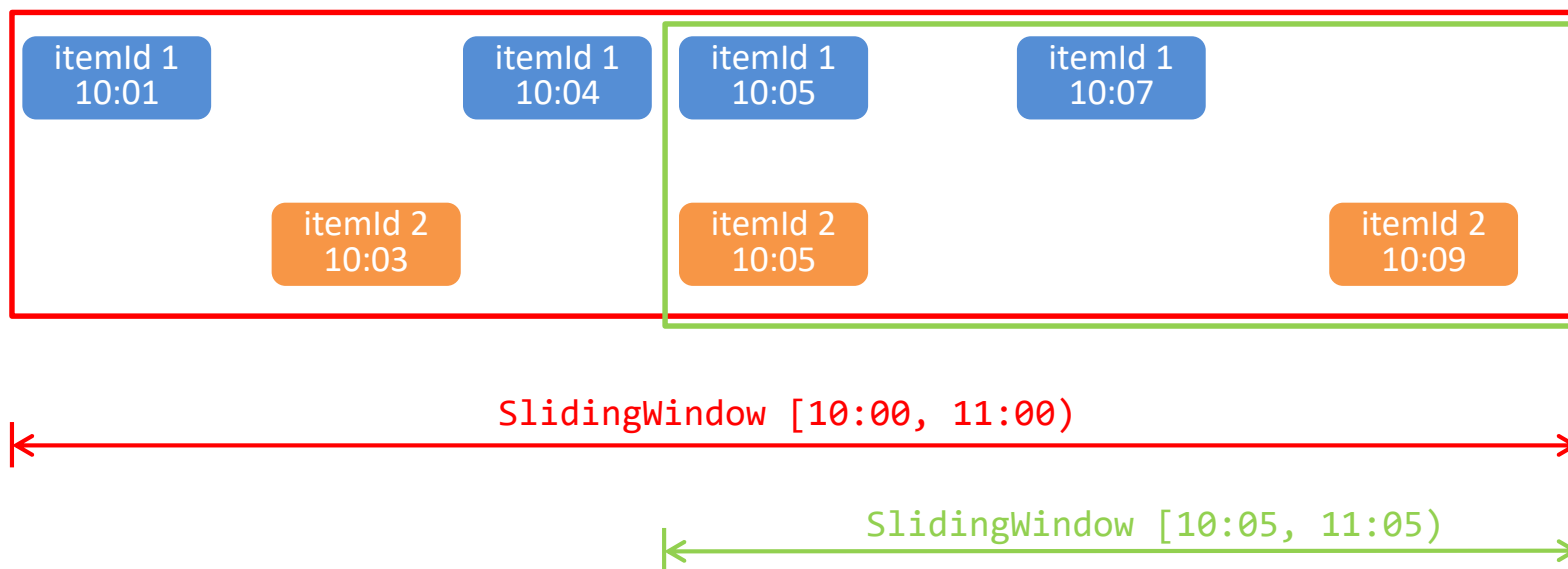 itemId 1
10:01
itemId 1
10:04
itemId 1
10:05
itemId 1
10:07
itemId 2
10:03
itemId 2
10:05
itemId 2
10:09
SlidingWindow [10:00, 11:00)
SlidingWindow [10:05, 11:05)